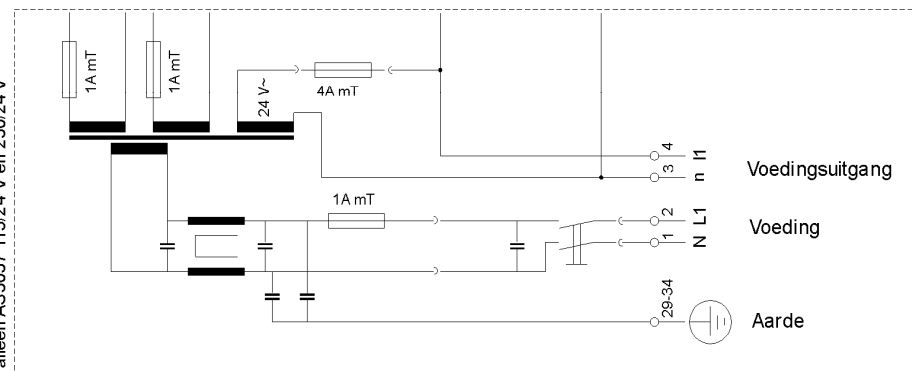 1A mT
1A mT
24 V~
4A mT
4
l1
3
n
Voedingsuitgang
1A mT
2
L1
1
N
Voeding
29-34
Aarde
alleen